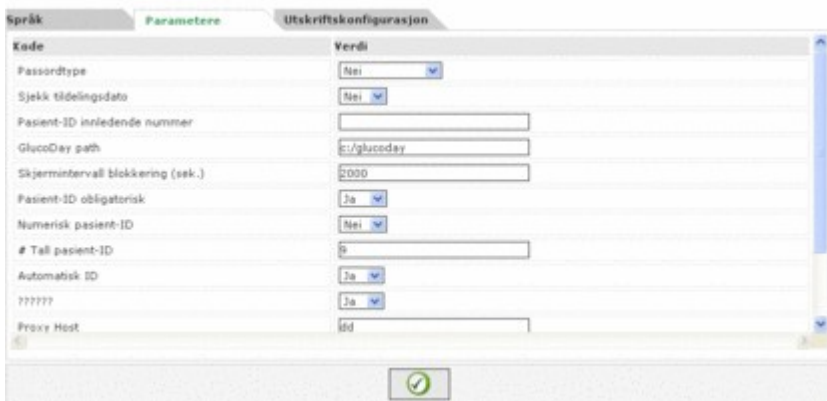 Språk Parametere Utskriftskonfigurasjon
Kode Verdi
Passordtype Nei
Sjekk tildelingsdato Nei
Pasient-ID innledende nummer
GlucoDay path c:/glucoday
Skjermintervall blokkering (sek.) 2000
Pasient-ID obligatorisk Ja
Numerisk pasient-ID Nei
# Tall pasient-ID 9
Automatisk ID Ja
?????? Ja
Proxy Host dd